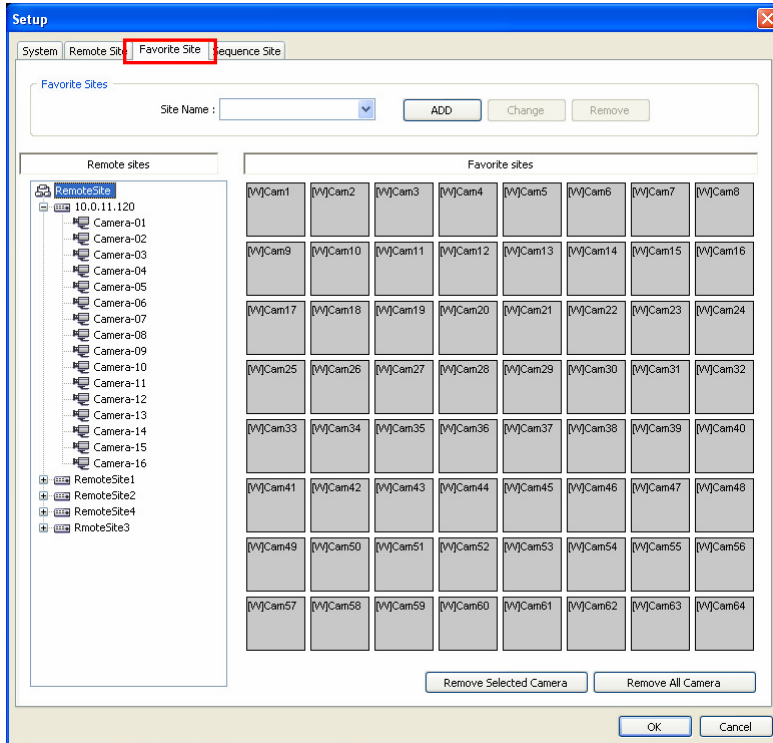 Setup
System Remote Site Favorite Site Sequence Site
Favorite Sites
Site Name : ADD Change Remove
Remote sites Favorite sites
RemoteSite
10.0.11.120
Camera-01
Camera-02
Camera-03
Camera-04
Camera-05
Camera-06
Camera-07
Camera-08
Camera-09
Camera-10
Camera-11
Camera-12
Camera-13
Camera-14
Camera-15
Camera-16
RemoteSite1
RemoteSite2
RemoteSite4
RmoteSite3
[W]Cam1 [W]Cam2 [W]Cam3 [W]Cam4 [W]Cam5 [W]Cam6 [W]Cam7 [W]Cam8
[W]Cam9 [W]Cam10 [W]Cam11 [W]Cam12 [W]Cam13 [W]Cam14 [W]Cam15 [W]Cam16
[W]Cam17 [W]Cam18 [W]Cam19 [W]Cam20 [W]Cam21 [W]Cam22 [W]Cam23 [W]Cam24
[W]Cam25 [W]Cam26 [W]Cam27 [W]Cam28 [W]Cam29 [W]Cam30 [W]Cam31 [W]Cam32
[W]Cam33 [W]Cam34 [W]Cam35 [W]Cam36 [W]Cam37 [W]Cam38 [W]Cam39 [W]Cam40
[W]Cam41 [W]Cam42 [W]Cam43 [W]Cam44 [W]Cam45 [W]Cam46 [W]Cam47 [W]Cam48
[W]Cam49 [W]Cam50 [W]Cam51 [W]Cam52 [W]Cam53 [W]Cam54 [W]Cam55 [W]Cam56
[W]Cam57 [W]Cam58 [W]Cam59 [W]Cam60 [W]Cam61 [W]Cam62 [W]Cam63 [W]Cam64
Remove Selected Camera Remove All Camera
OK Cancel